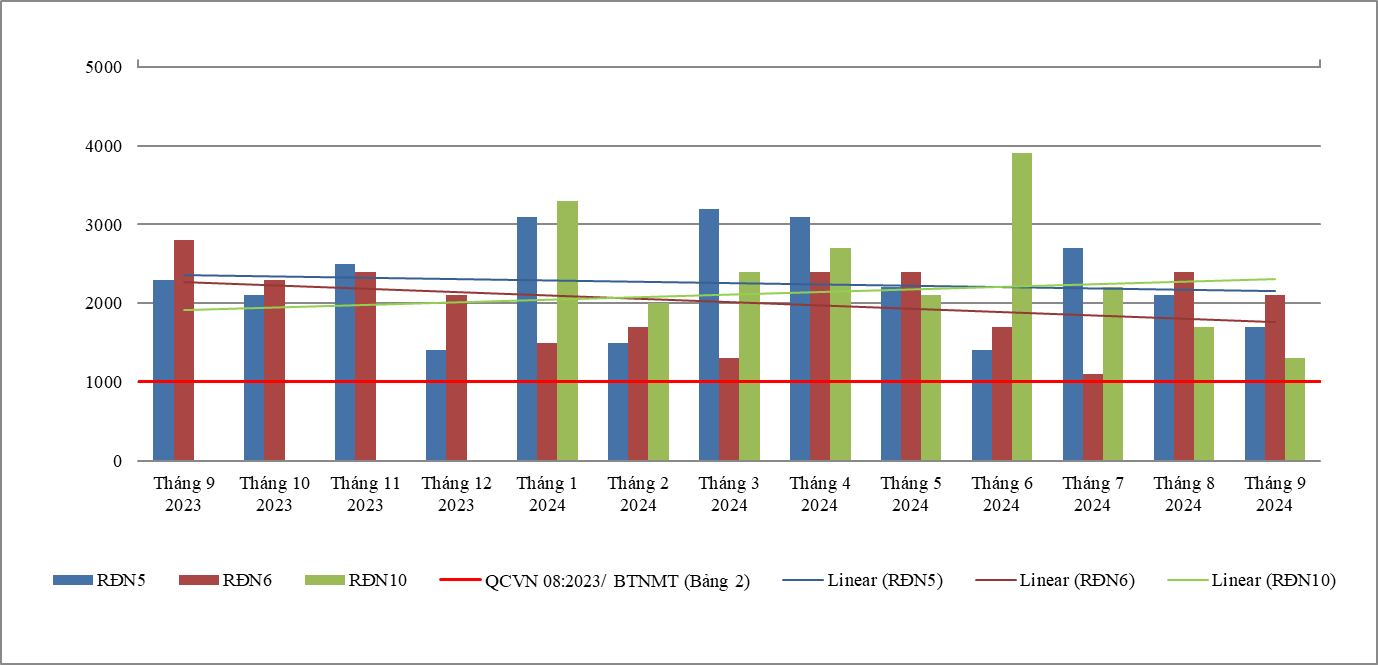 5000
4000
3000
2000
1000
0
Tháng 9 2023
Tháng 10 2023
Tháng 11 2023
Tháng 12 2023
Tháng 1 2024
Tháng 2 2024
Tháng 3 2024
Tháng 4 2024
Tháng 5 2024
Tháng 6 2024
Tháng 7 2024
Tháng 8 2024
Tháng 9 2024
RĐN5 RĐN6 RĐN10 QCVN 08:2023/ BTNMT (Bảng 2) Linear (RĐN5) Linear (RĐN6) Linear (RĐN10)